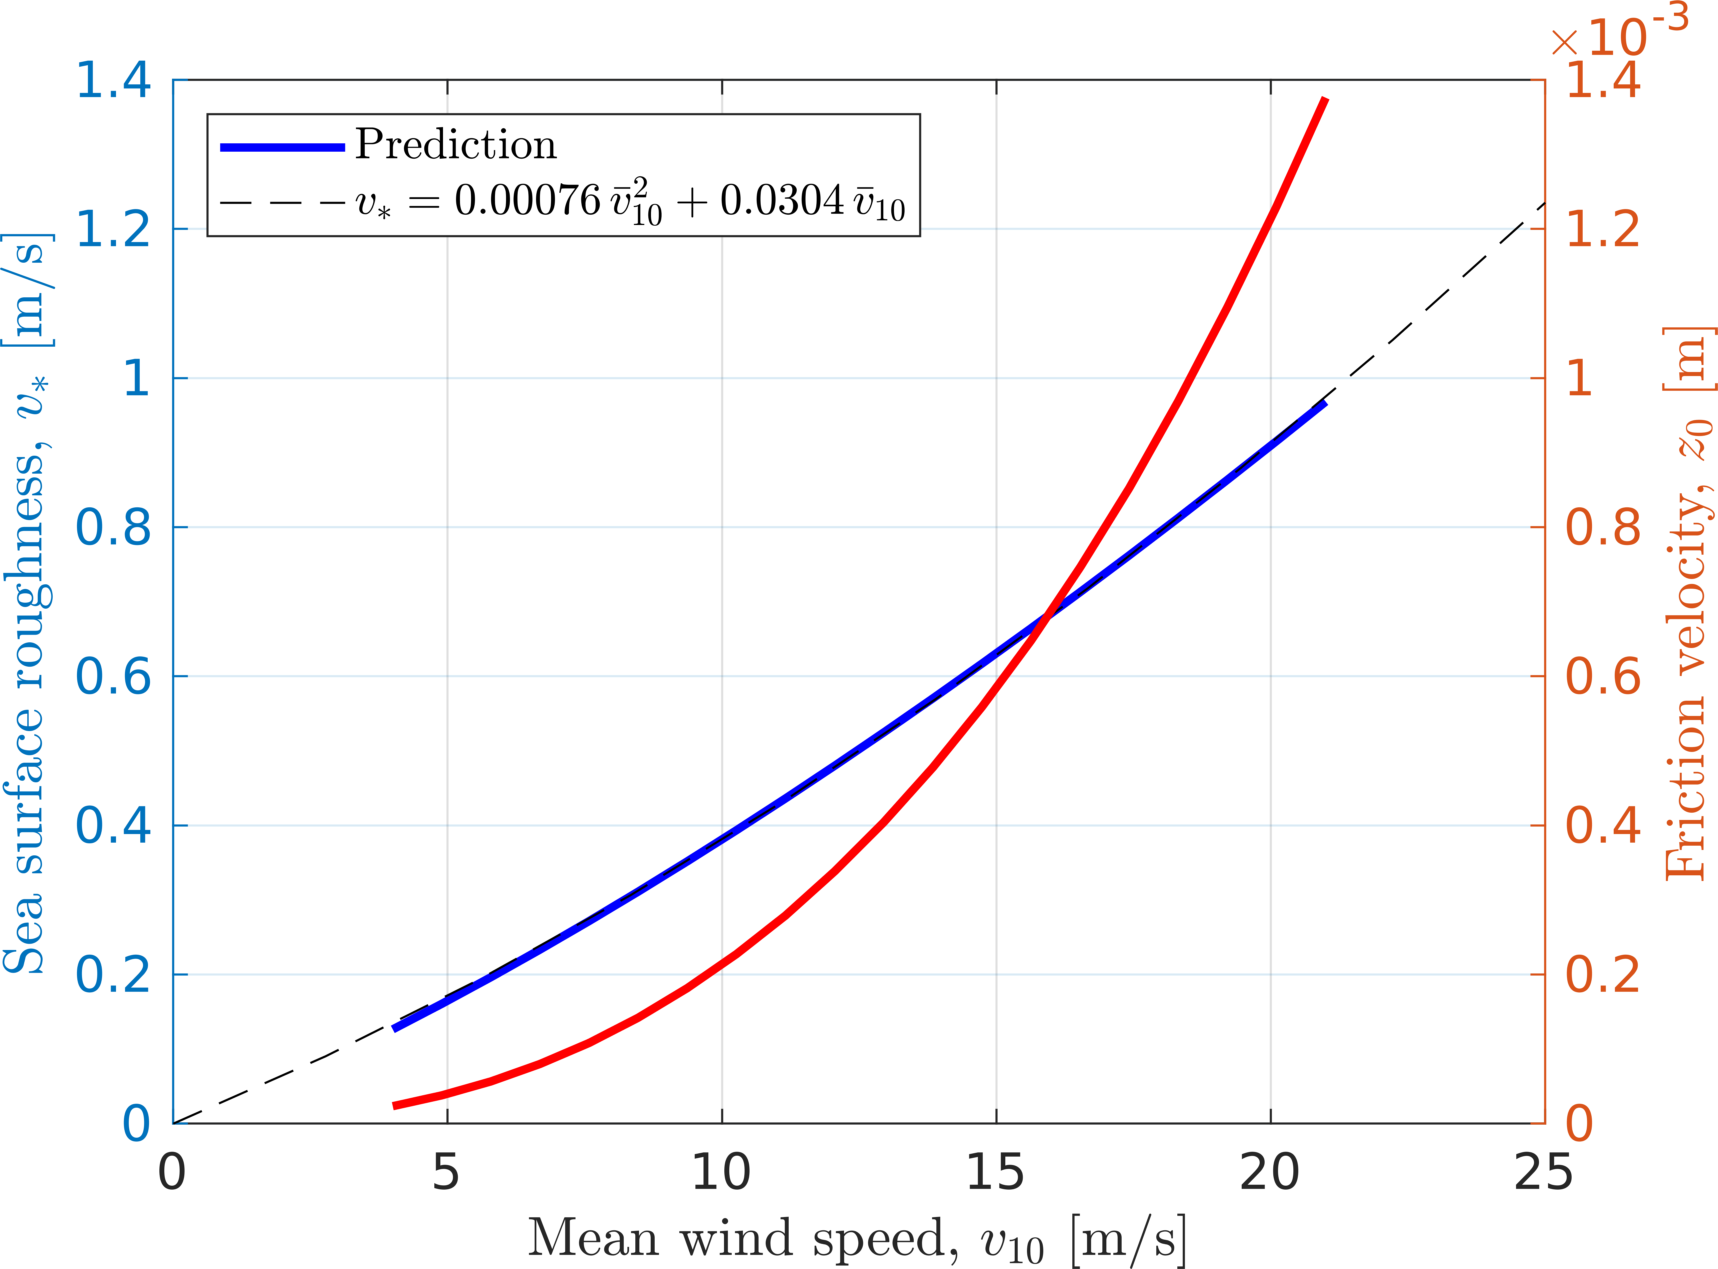 ×10⁻³
1.4
1.2
1
0.8
0.6
0.4
0.2
0
Sea surface roughness, v∗ [m/s]
Prediction
v∗ = 0.00076 v̄²₁₀ + 0.0304 v̄₁₀
1.4
1.2
1
0.8
0.6
0.4
0.2
0
Friction velocity, z₀ [m]
0 5 10 15 20 25
Mean wind speed, v₁₀ [m/s]